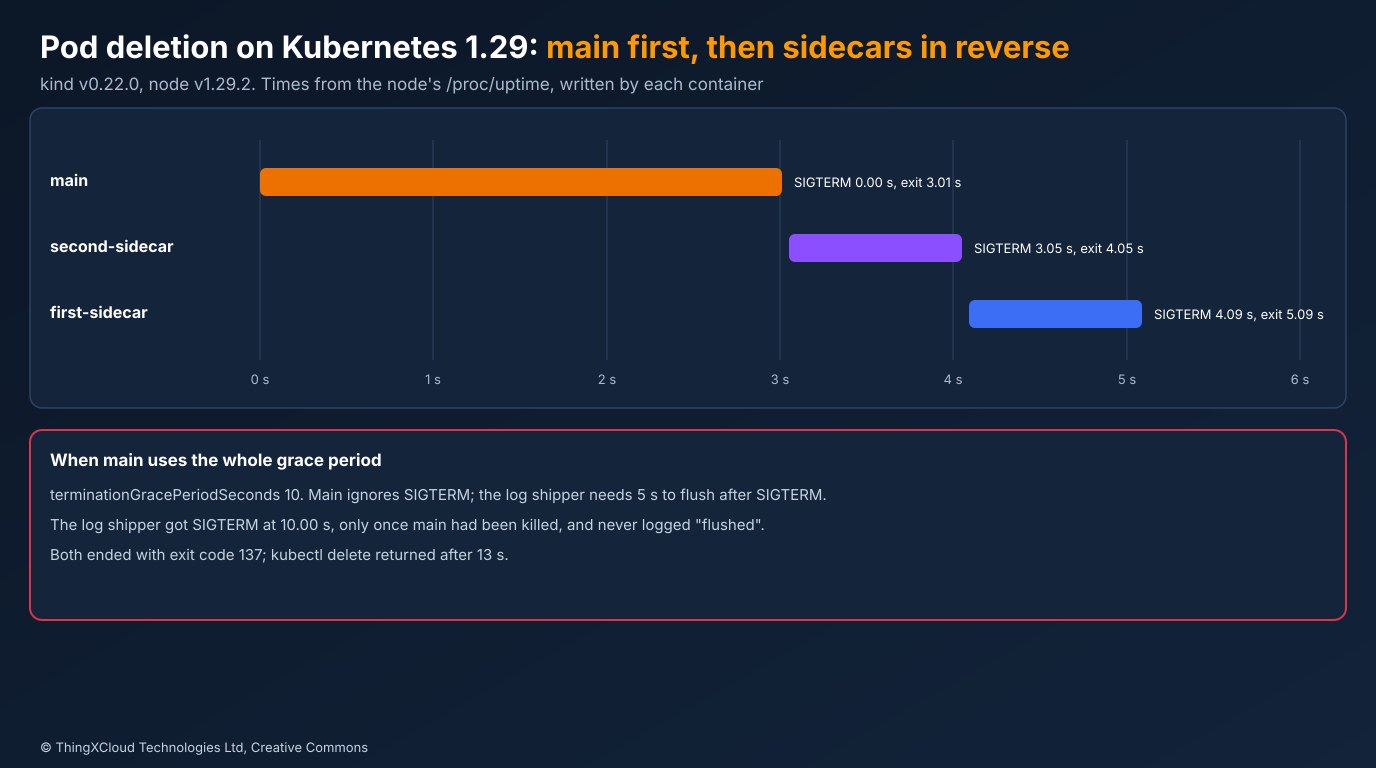 Pod deletion on Kubernetes 1.29: main first, then sidecars in reverse
kind v0.22.0, node v1.29.2. Times from the node's /proc/uptime, written by each container
main
SIGTERM 0.00 s, exit 3.01 s
second-sidecar
SIGTERM 3.05 s, exit 4.05 s
first-sidecar
SIGTERM 4.09 s, exit 5.09 s
0 s 1 s 2 s 3 s 4 s 5 s 6 s
When main uses the whole grace period
terminationGracePeriodSeconds 10. Main ignores SIGTERM; the log shipper needs 5 s to flush after SIGTERM.
The log shipper got SIGTERM at 10.00 s, only once main had been killed, and never logged "flushed".
Both ended with exit code 137; kubectl delete returned after 13 s.
© ThingXCloud Technologies Ltd, Creative Commons